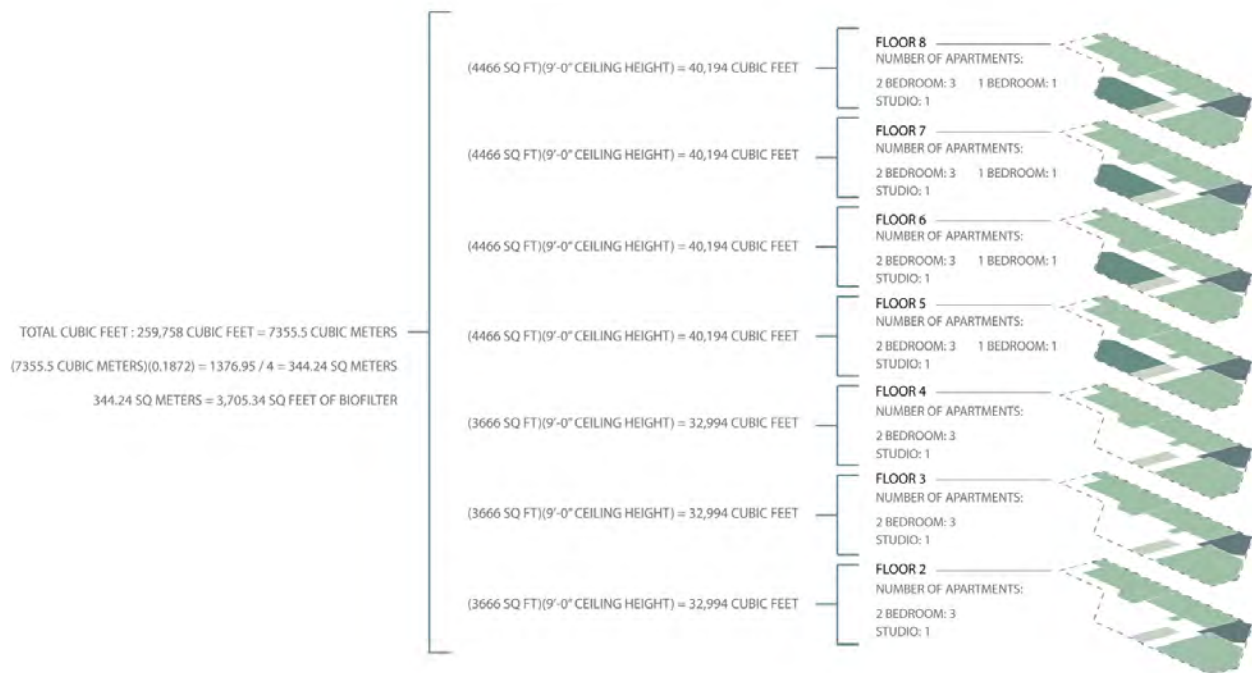 FLOOR 8
NUMBER OF APARTMENTS:
(4466 SQ FT)(9'-0" CEILING HEIGHT) = 40,194 CUBIC FEET
2 BEDROOM: 3 1 BEDROOM: 1
STUDIO: 1
FLOOR 7
NUMBER OF APARTMENTS:
(4466 SQ FT)(9'-0" CEILING HEIGHT) = 40,194 CUBIC FEET
2 BEDROOM: 3 1 BEDROOM: 1
STUDIO: 1
FLOOR 6
NUMBER OF APARTMENTS:
(4466 SQ FT)(9'-0" CEILING HEIGHT) = 40,194 CUBIC FEET
2 BEDROOM: 3 1 BEDROOM: 1
STUDIO: 1
FLOOR 5
NUMBER OF APARTMENTS:
(4466 SQ FT)(9'-0" CEILING HEIGHT) = 40,194 CUBIC FEET
2 BEDROOM: 3 1 BEDROOM: 1
STUDIO: 1
TOTAL CUBIC FEET : 259,758 CUBIC FEET = 7355.5 CUBIC METERS
(7355.5 CUBIC METERS)(0.1872) = 1376.95 / 4 = 344.24 SQ METERS
344.24 SQ METERS = 3,705.34 SQ FEET OF BIOFILTER
FLOOR 4
NUMBER OF APARTMENTS:
(3666 SQ FT)(9'-0" CEILING HEIGHT) = 32,994 CUBIC FEET
2 BEDROOM: 3
STUDIO: 1
FLOOR 3
NUMBER OF APARTMENTS:
(3666 SQ FT)(9'-0" CEILING HEIGHT) = 32,994 CUBIC FEET
2 BEDROOM: 3
STUDIO: 1
FLOOR 2
NUMBER OF APARTMENTS:
(3666 SQ FT)(9'-0" CEILING HEIGHT) = 32,994 CUBIC FEET
2 BEDROOM: 3
STUDIO: 1